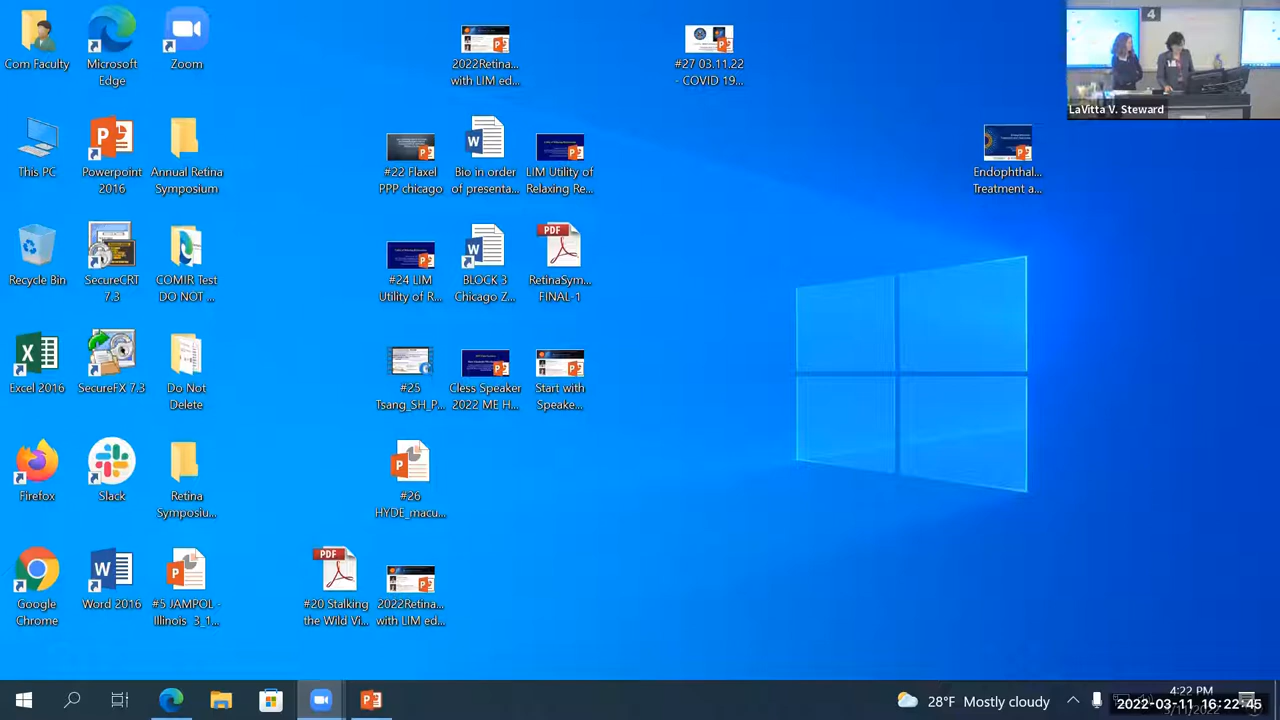 Com Faculty
Microsoft
Edge
Zoom
2022Retina...
with LIM ed...
#27 03.11.22
- COVID 19...
4
LaVitta V. Steward
This PC
Powerpoint
2016
Annual Retina
Symposium
#22 Flaxel
PPP chicago
Bio in order
of presenta...
LIM Utility of
Relaxing Re...
Endophthal...
Treatment a...
Recycle Bin
SecureCRT
7.3
COMIR Test
DO NOT ...
#24 LIM
Utility of R...
BLOCK 3
Chicago Z...
PDF
RetinaSym...
FINAL-1
Excel 2016
SecureFX 7.3
Do Not
Delete
#25
Tsang_SH_P...
Cless Speaker
2022 ME H...
Start with
Speake...
Firefox
Slack
Retina
Symposiu...
#26
HYDE_macu...
Google
Chrome
Word 2016
#5 JAMPOL -
Illinois 3_1...
PDF
#20 Stalking
the Wild Vi...
2022Retina...
with LIM ed...
28°F Mostly cloudy
4:22 PM
2022-03-11 16:22:45